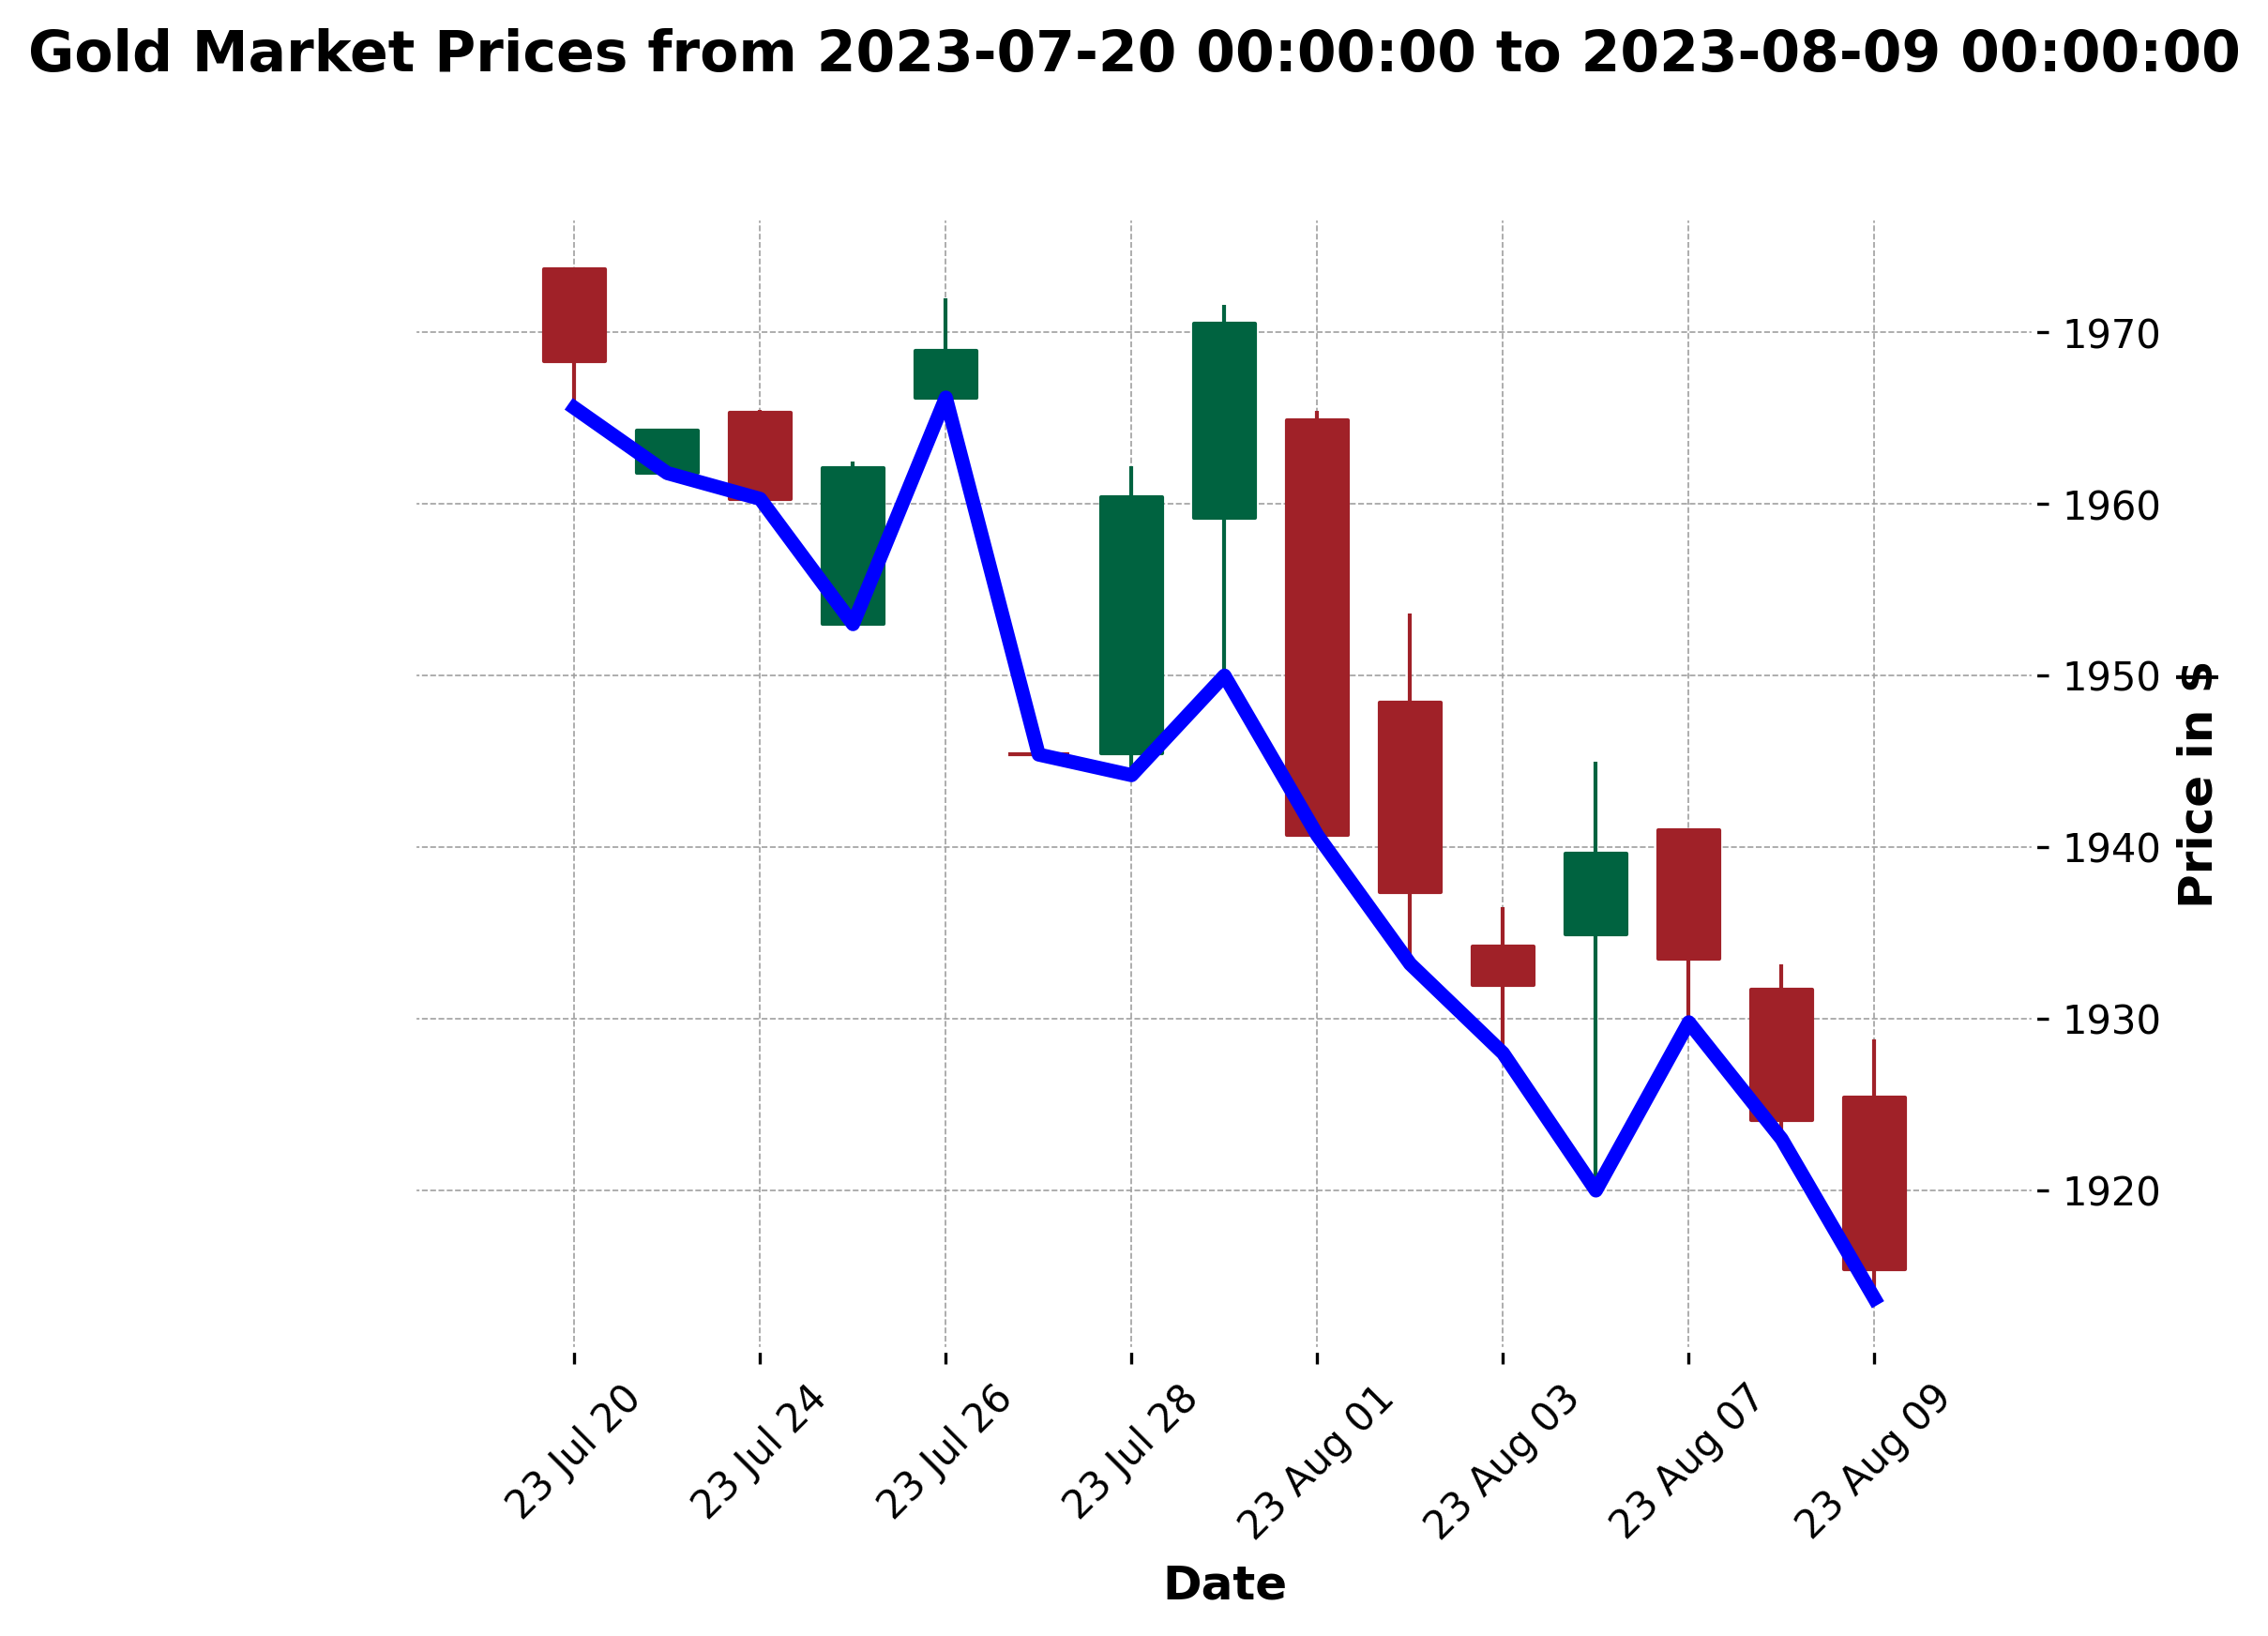 Gold Market Prices from 2023-07-20 00:00:00 to 2023-08-09 00:00:00
1970
1960
1950
1940
1930
1920
Price in $
23 Jul 20
23 Jul 24
23 Jul 26
23 Jul 28
23 Aug 01
23 Aug 03
23 Aug 07
23 Aug 09
Date